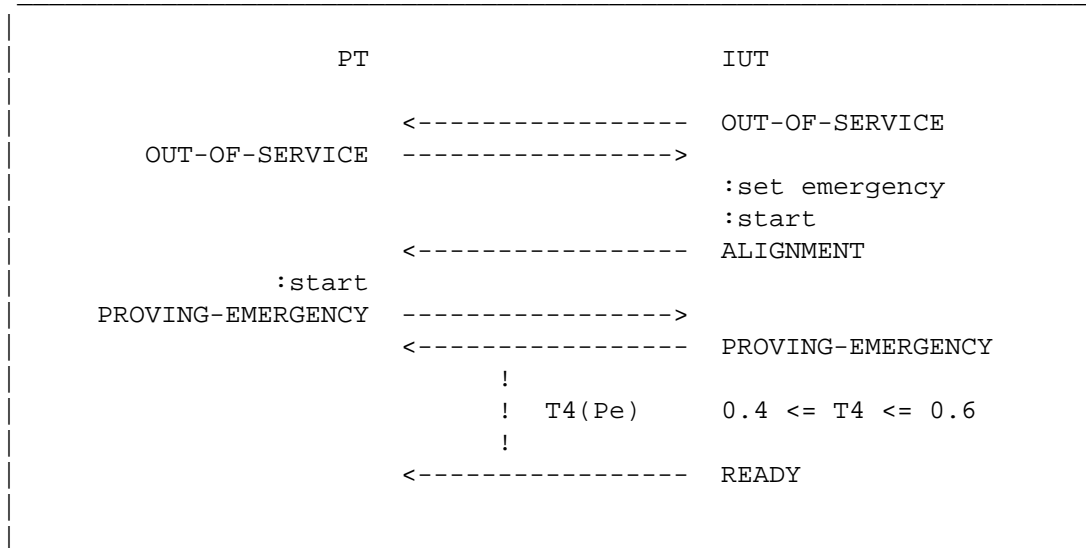 PT IUT
<----------------- OUT-OF-SERVICE
OUT-OF-SERVICE ----------------->
:set emergency
:start
<----------------- ALIGNMENT
:start
PROVING-EMERGENCY ----------------->
<----------------- PROVING-EMERGENCY
!
! T4(Pe) 0.4 <= T4 <= 0.6
!
<----------------- READY